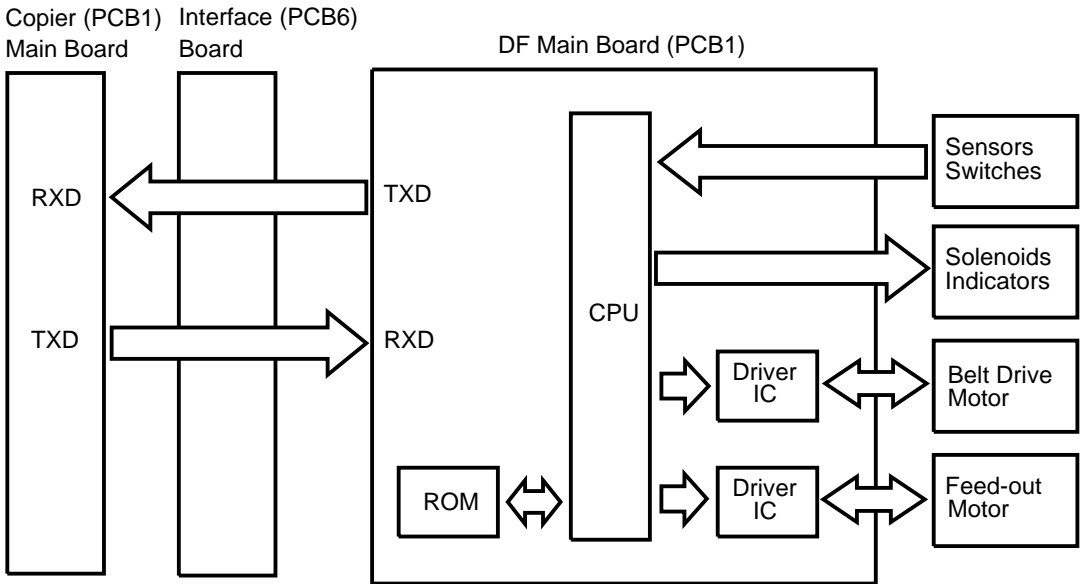 Copier (PCB1)
Main Board
Interface (PCB6)
Board
DF Main Board (PCB1)
RXD
TXD
TXD
RXD
CPU
ROM
Driver
IC
Driver
IC
Sensors
Switches
Solenoids
Indicators
Belt Drive
Motor
Feed-out
Motor